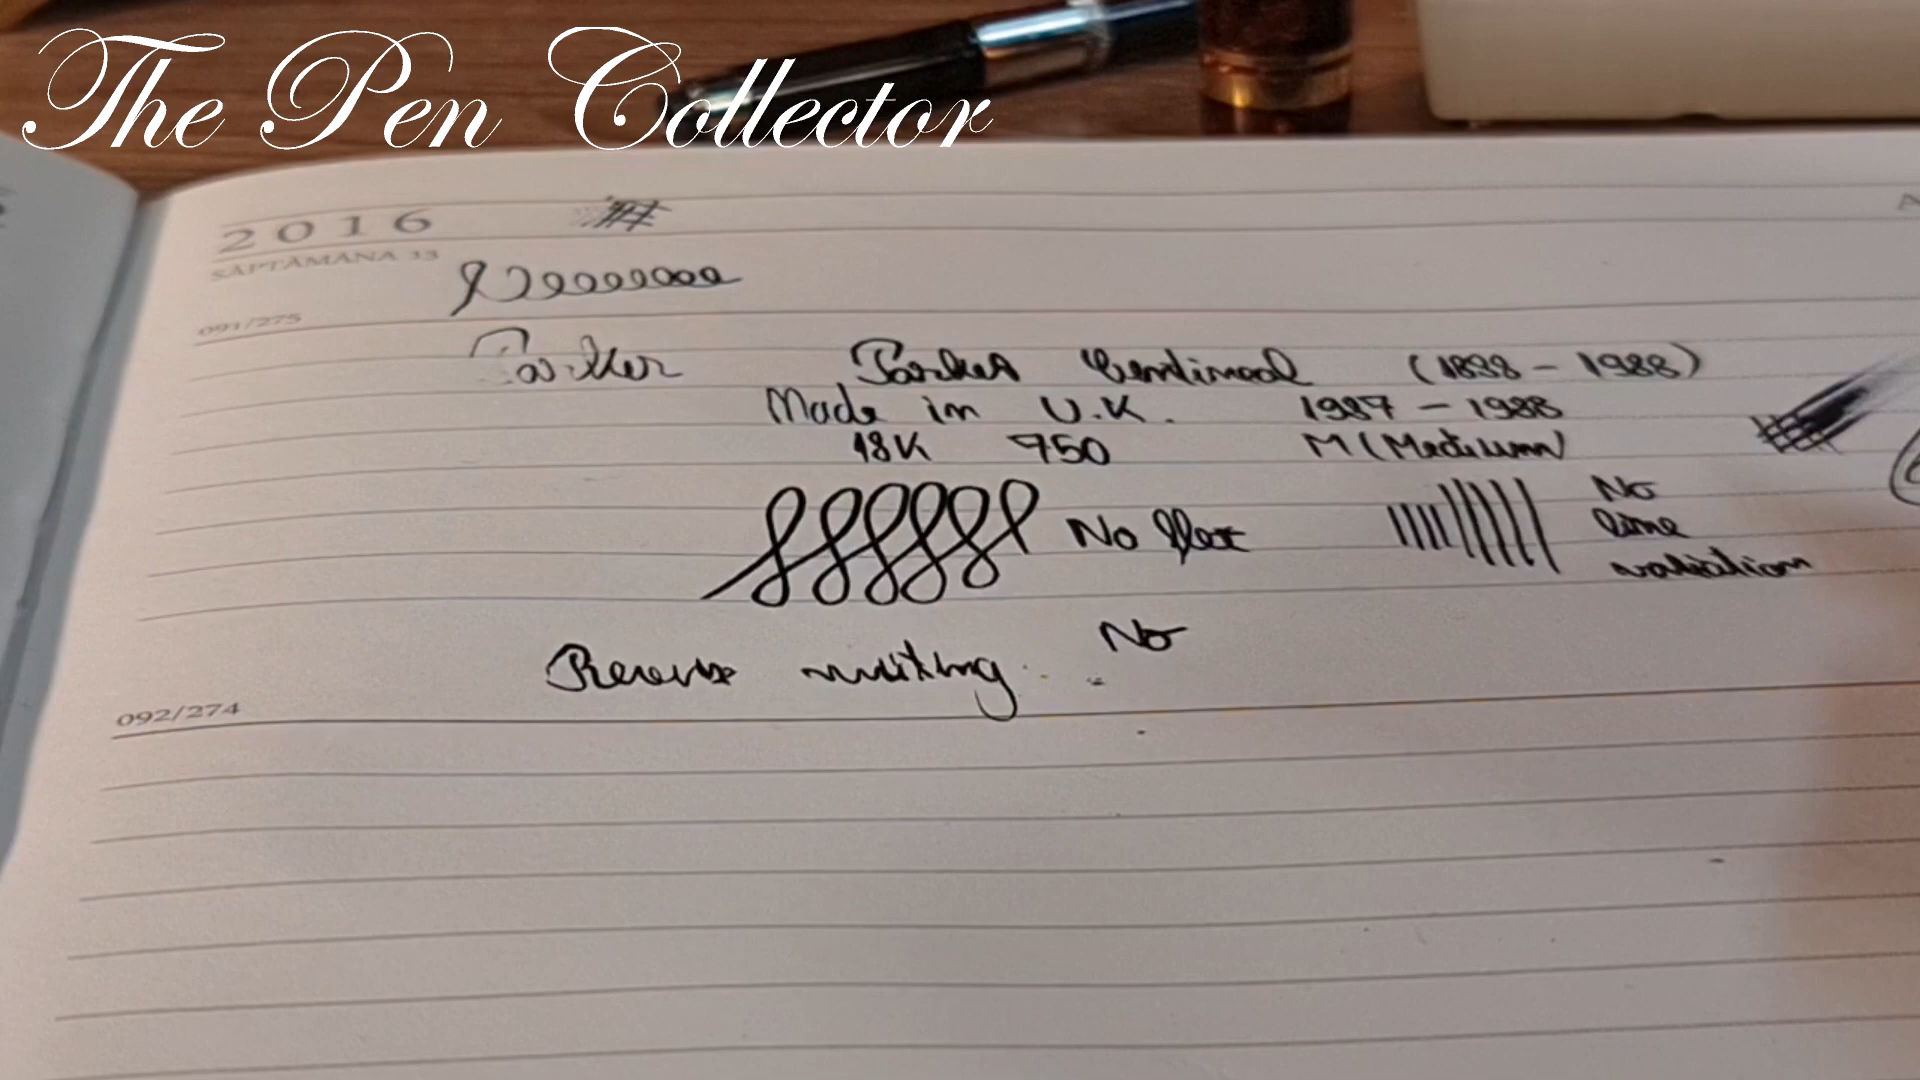 The Pen Collector
2016
SĂPTĂMÂNA 13
091/275
Parker
Parker Centineal (1888 - 1988)
Made in U.K. 1987 - 1988
18K 750 M (Medium)
No flex
No
line
variation
Reverse writing. No
092/274